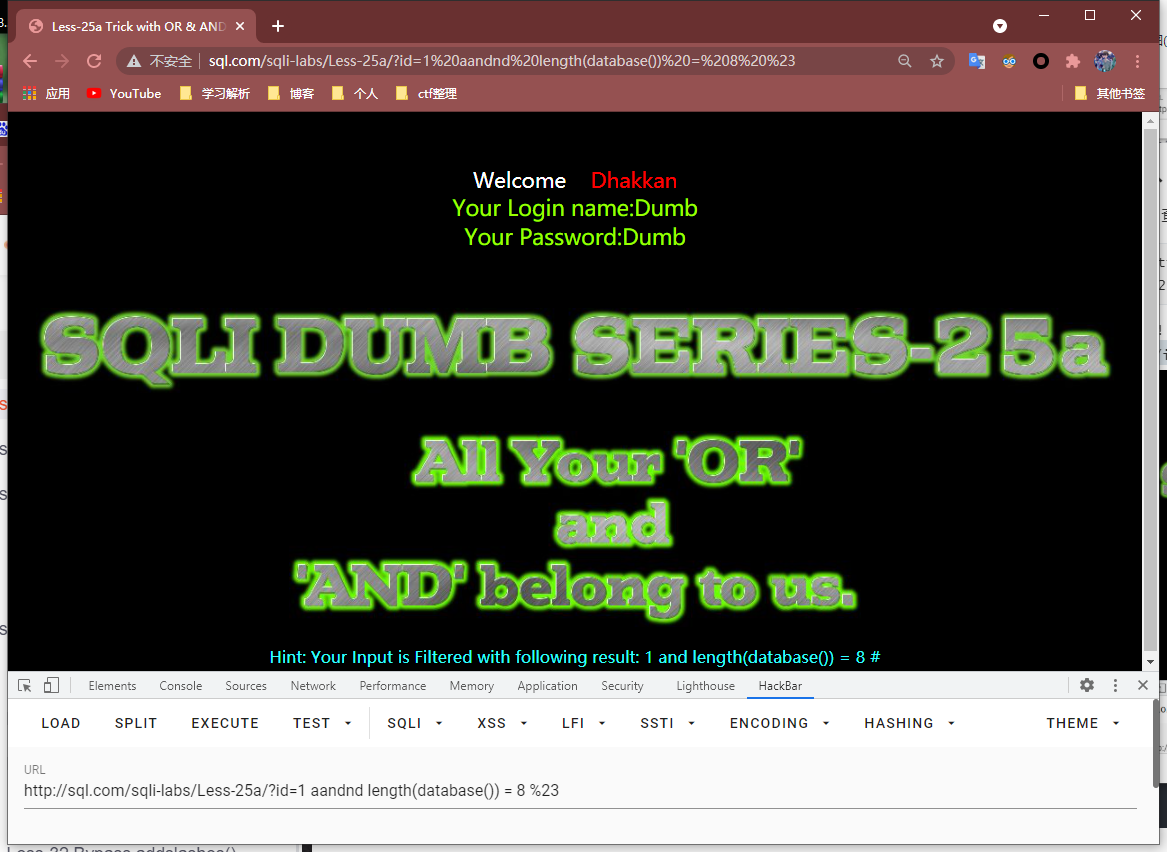 Less-25a Trick with OR & AND
不安全 sql.com/sqli-labs/Less-25a/?id=1%20aandnd%20length(database())%20=%208%20%23
应用 YouTube 学习解析 博客 个人 ctf整理 其他书签
Welcome Dhakkan
Your Login name:Dumb
Your Password:Dumb
SQLI DUMB SERIES-25a
All Your 'OR'
and
'AND' belong to us.
Hint: Your Input is Filtered with following result: 1 and length(database()) = 8 #
Elements Console Sources Network Performance Memory Application Security Lighthouse HackBar
LOAD SPLIT EXECUTE TEST SQLI XSS LFI SSTI ENCODING HASHING THEME
URL
http://sql.com/sqli-labs/Less-25a/?id=1 aandnd length(database()) = 8 %23